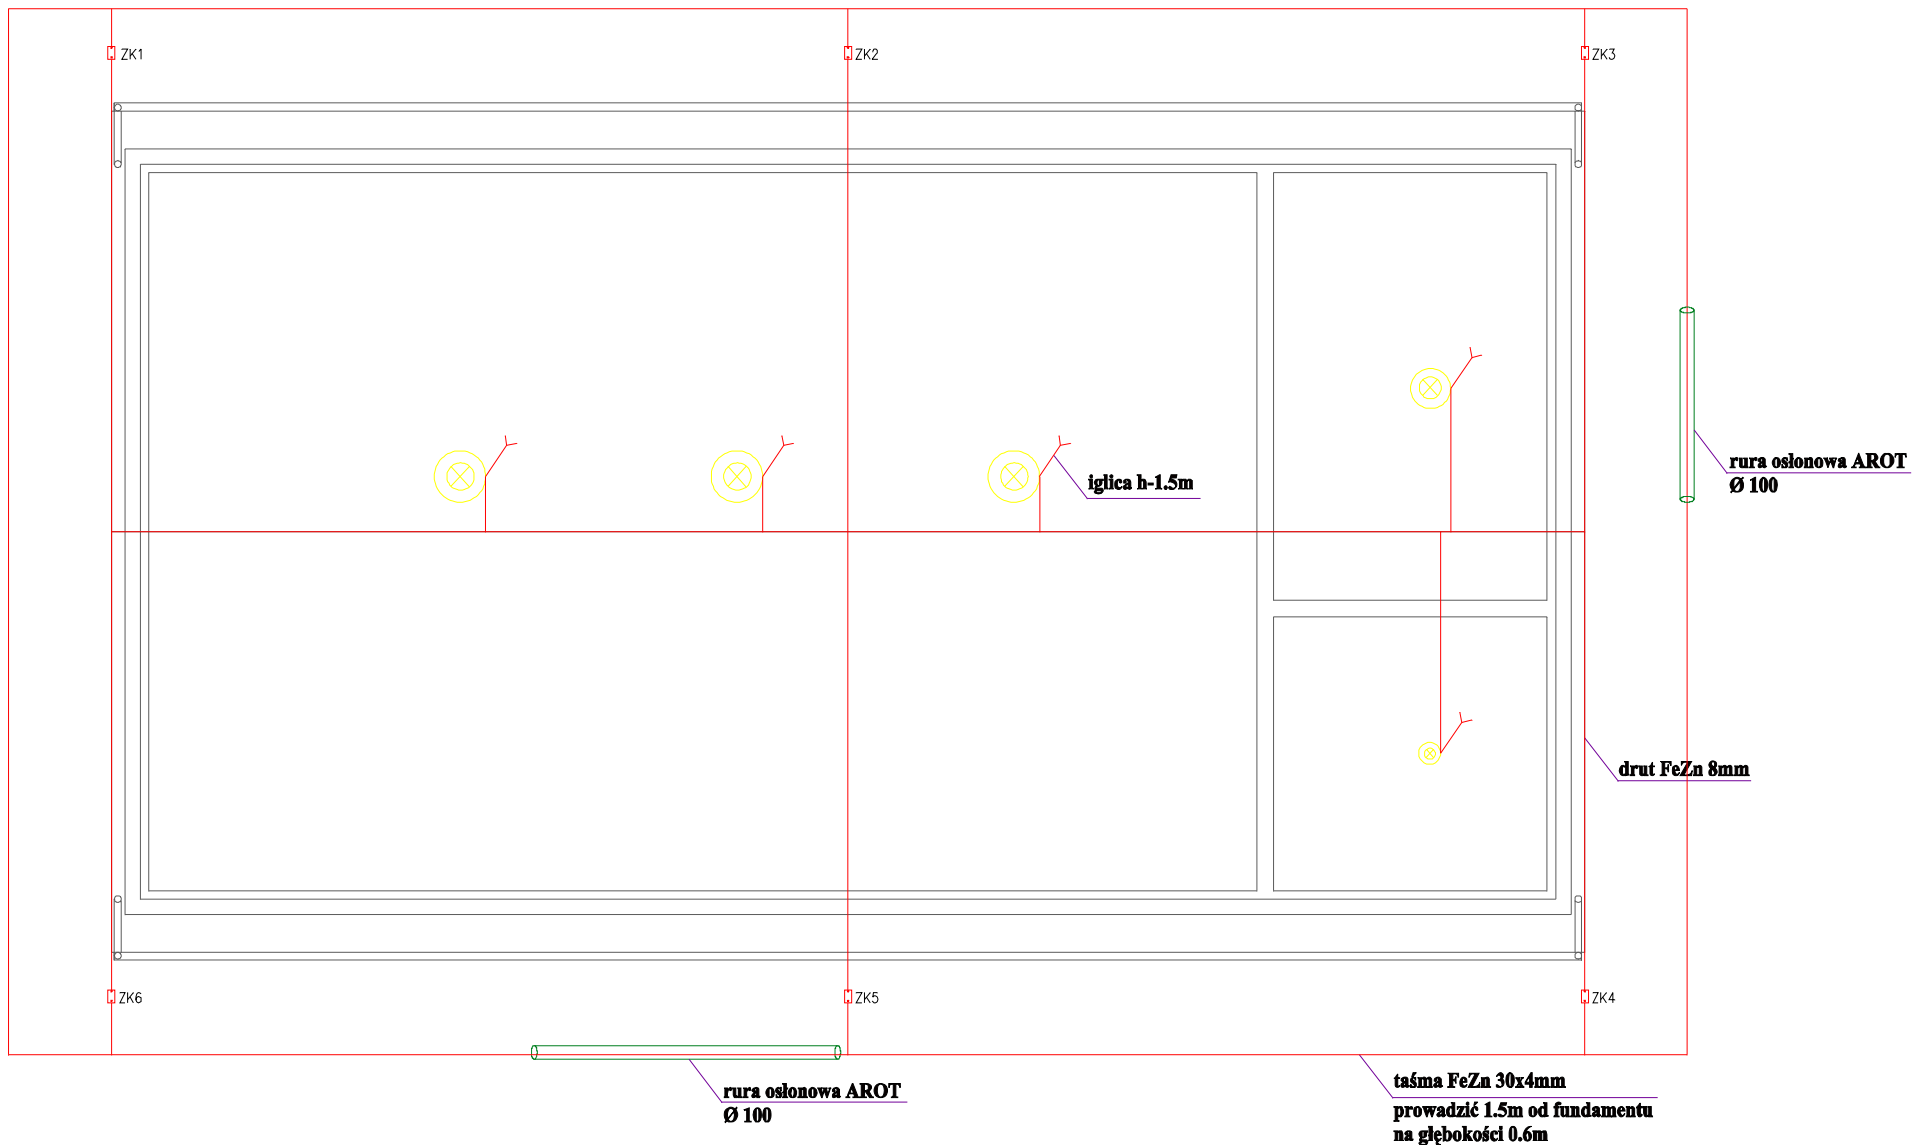 ZK1
ZK2
ZK3
rura osłonowa AROT
Ø 100
iglica h-1.5m
drut FeZn 8mm
ZK6
ZK5
ZK4
rura osłonowa AROT
Ø 100
taśma FeZn 30x4mm
prowadzić 1.5m od fundamentu
na głębokości 0.6m